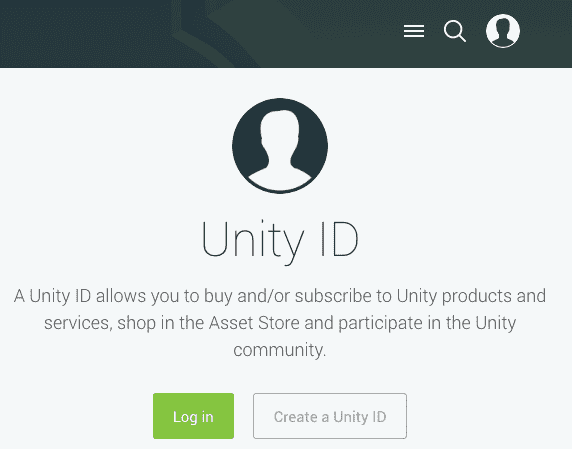 Unity ID
A Unity ID allows you to buy and/or subscribe to Unity products and
services, shop in the Asset Store and participate in the Unity
community.
Log in
Create a Unity ID